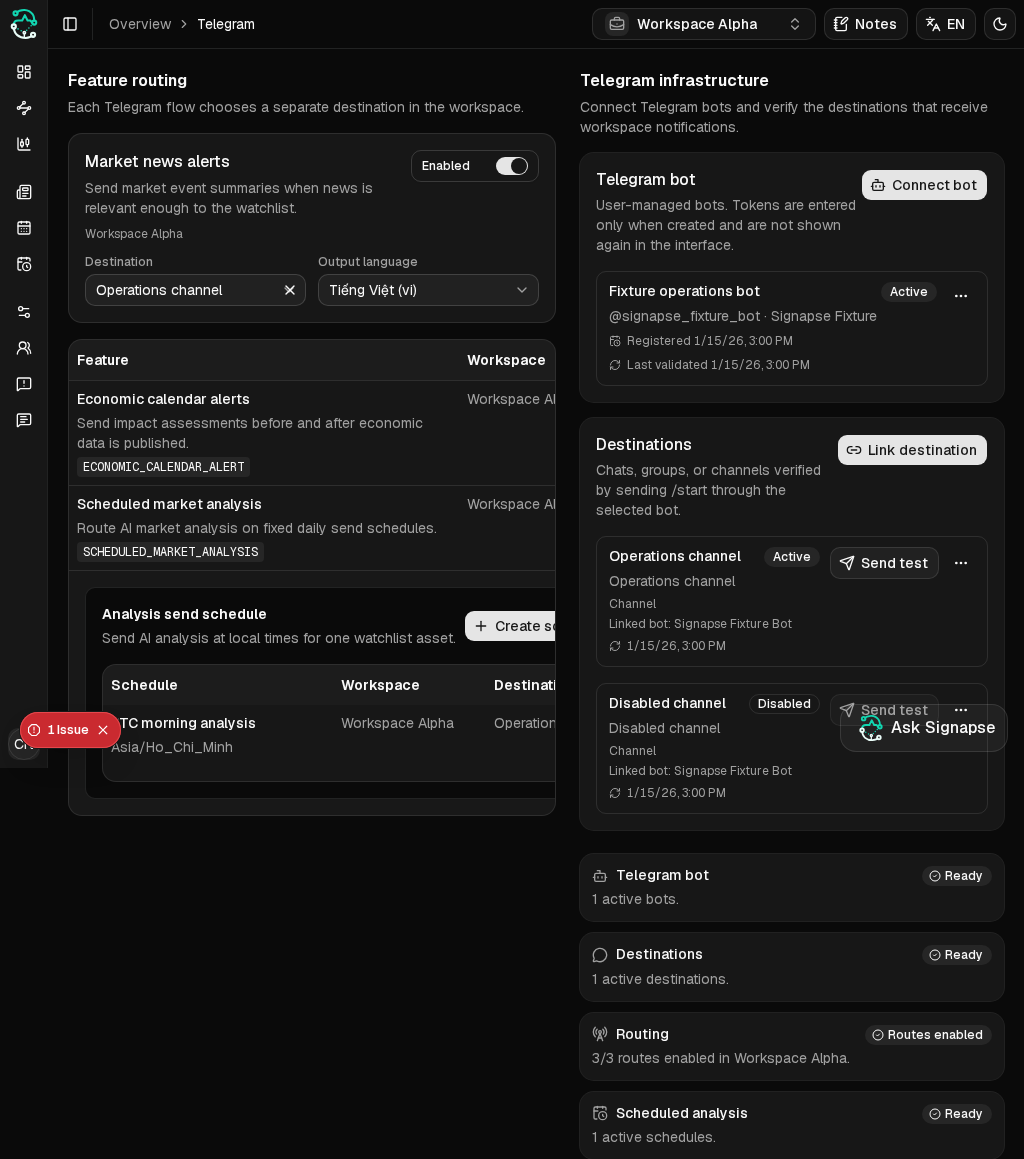 Overview > Telegram
Workspace Alpha
Notes
EN
Feature routing
Each Telegram flow chooses a separate destination in the workspace.
Market news alerts
Enabled
Send market event summaries when news is
relevant enough to the watchlist.
Workspace Alpha
Destination
Output language
Operations channel
Tiếng Việt (vi)
Feature
Workspace
Economic calendar alerts
Workspace Al
Send impact assessments before and after economic
data is published.
ECONOMIC_CALENDAR_ALERT
Scheduled market analysis
Workspace Al
Route AI market analysis on fixed daily send schedules.
SCHEDULED_MARKET_ANALYSIS
Analysis send schedule
Send AI analysis at local times for one watchlist asset.
Create sc
Schedule
Workspace
Destinati
TC morning analysis
Workspace Alpha
Operation
Asia/Ho_Chi_Minh
1 Issue
Telegram infrastructure
Connect Telegram bots and verify the destinations that receive
workspace notifications.
Telegram bot
Connect bot
User-managed bots. Tokens are entered
only when created and are not shown
again in the interface.
Fixture operations bot
Active
@signapse_fixture_bot · Signapse Fixture
Registered 1/15/26, 3:00 PM
Last validated 1/15/26, 3:00 PM
Destinations
Link destination
Chats, groups, or channels verified
by sending /start through the
selected bot.
Operations channel
Active
Send test
Operations channel
Channel
Linked bot: Signapse Fixture Bot
1/15/26, 3:00 PM
Disabled channel
Disabled
Send test
Disabled channel
Ask Signapse
Channel
Linked bot: Signapse Fixture Bot
1/15/26, 3:00 PM
Telegram bot
Ready
1 active bots.
Destinations
Ready
1 active destinations.
Routing
Routes enabled
3/3 routes enabled in Workspace Alpha.
Scheduled analysis
Ready
1 active schedules.